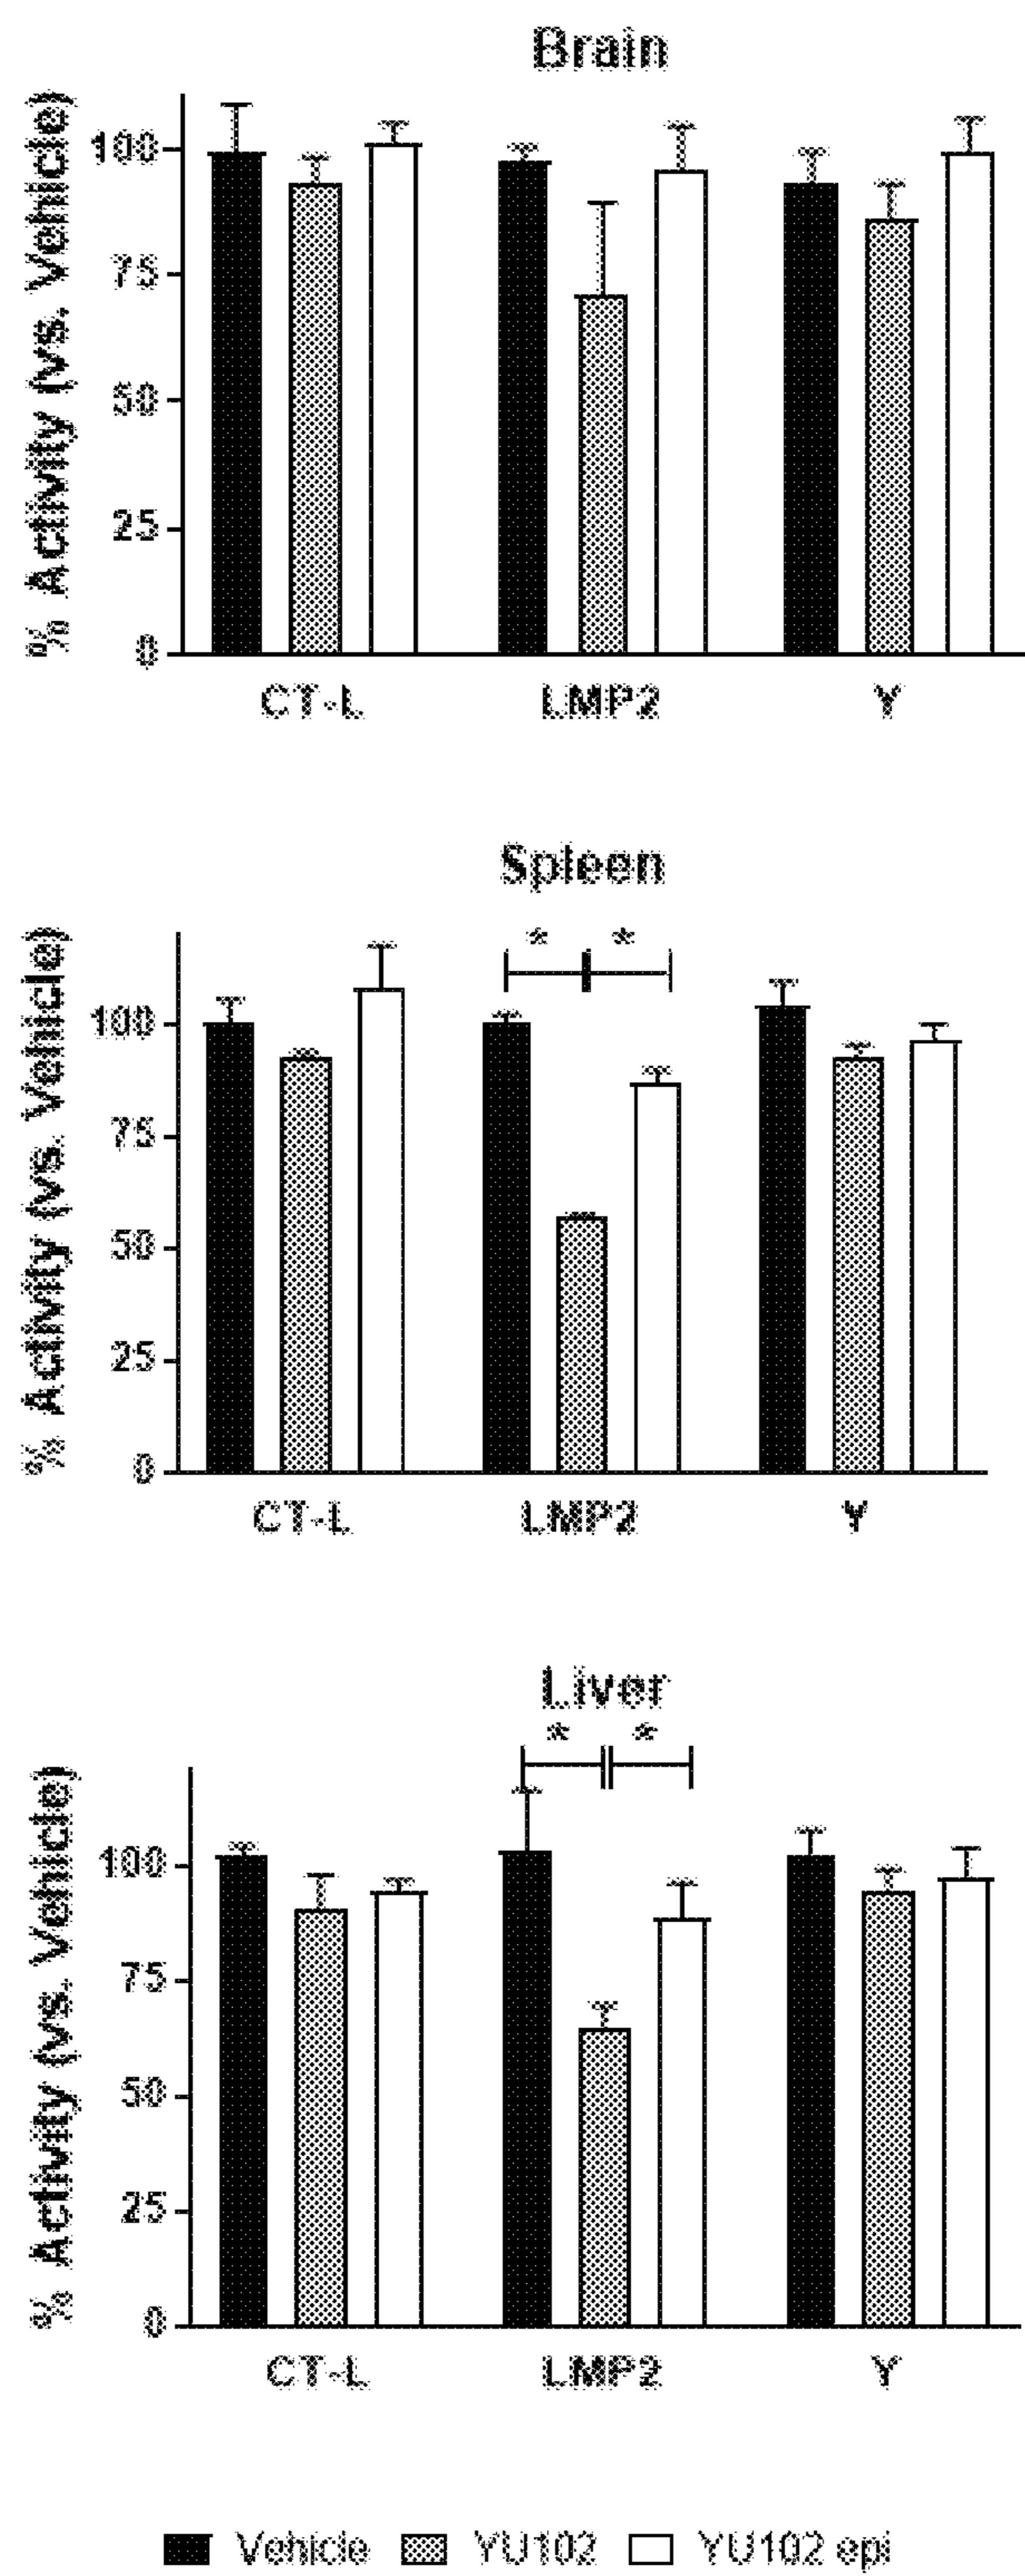 Brain
% Activity (vs. Vehicle)
100
75
50
25
0
CT-L LMP2 Y
Spleen
% Activity (vs. Vehicle)
* *
100
75
50
25
0
CT-L LMP2 Y
Liver
% Activity (vs. Vehicle)
* *
100
75
50
25
0
CT-L LMP2 Y
Vehicle YU102 YU102 epi